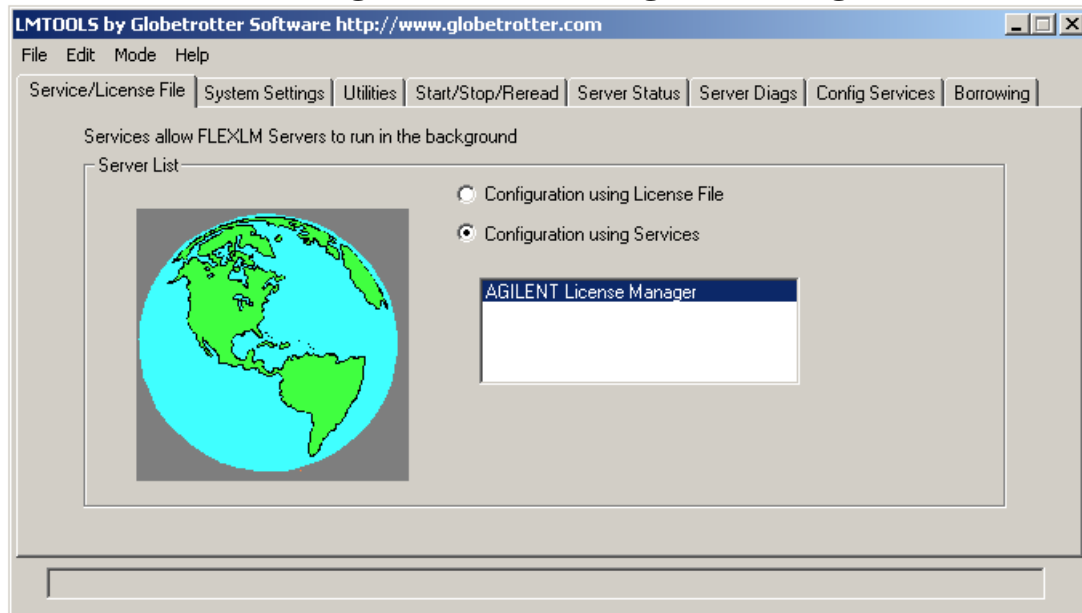 LMTOOLS by Globetrotter Software http://www.globetrotter.com
File Edit Mode Help
Service/License File System Settings Utilities Start/Stop/Reread Server Status Server Diags Config Services Borrowing
Services allow FLEXLM Servers to run in the background
Server List
Configuration using License File
Configuration using Services
AGILENT License Manager